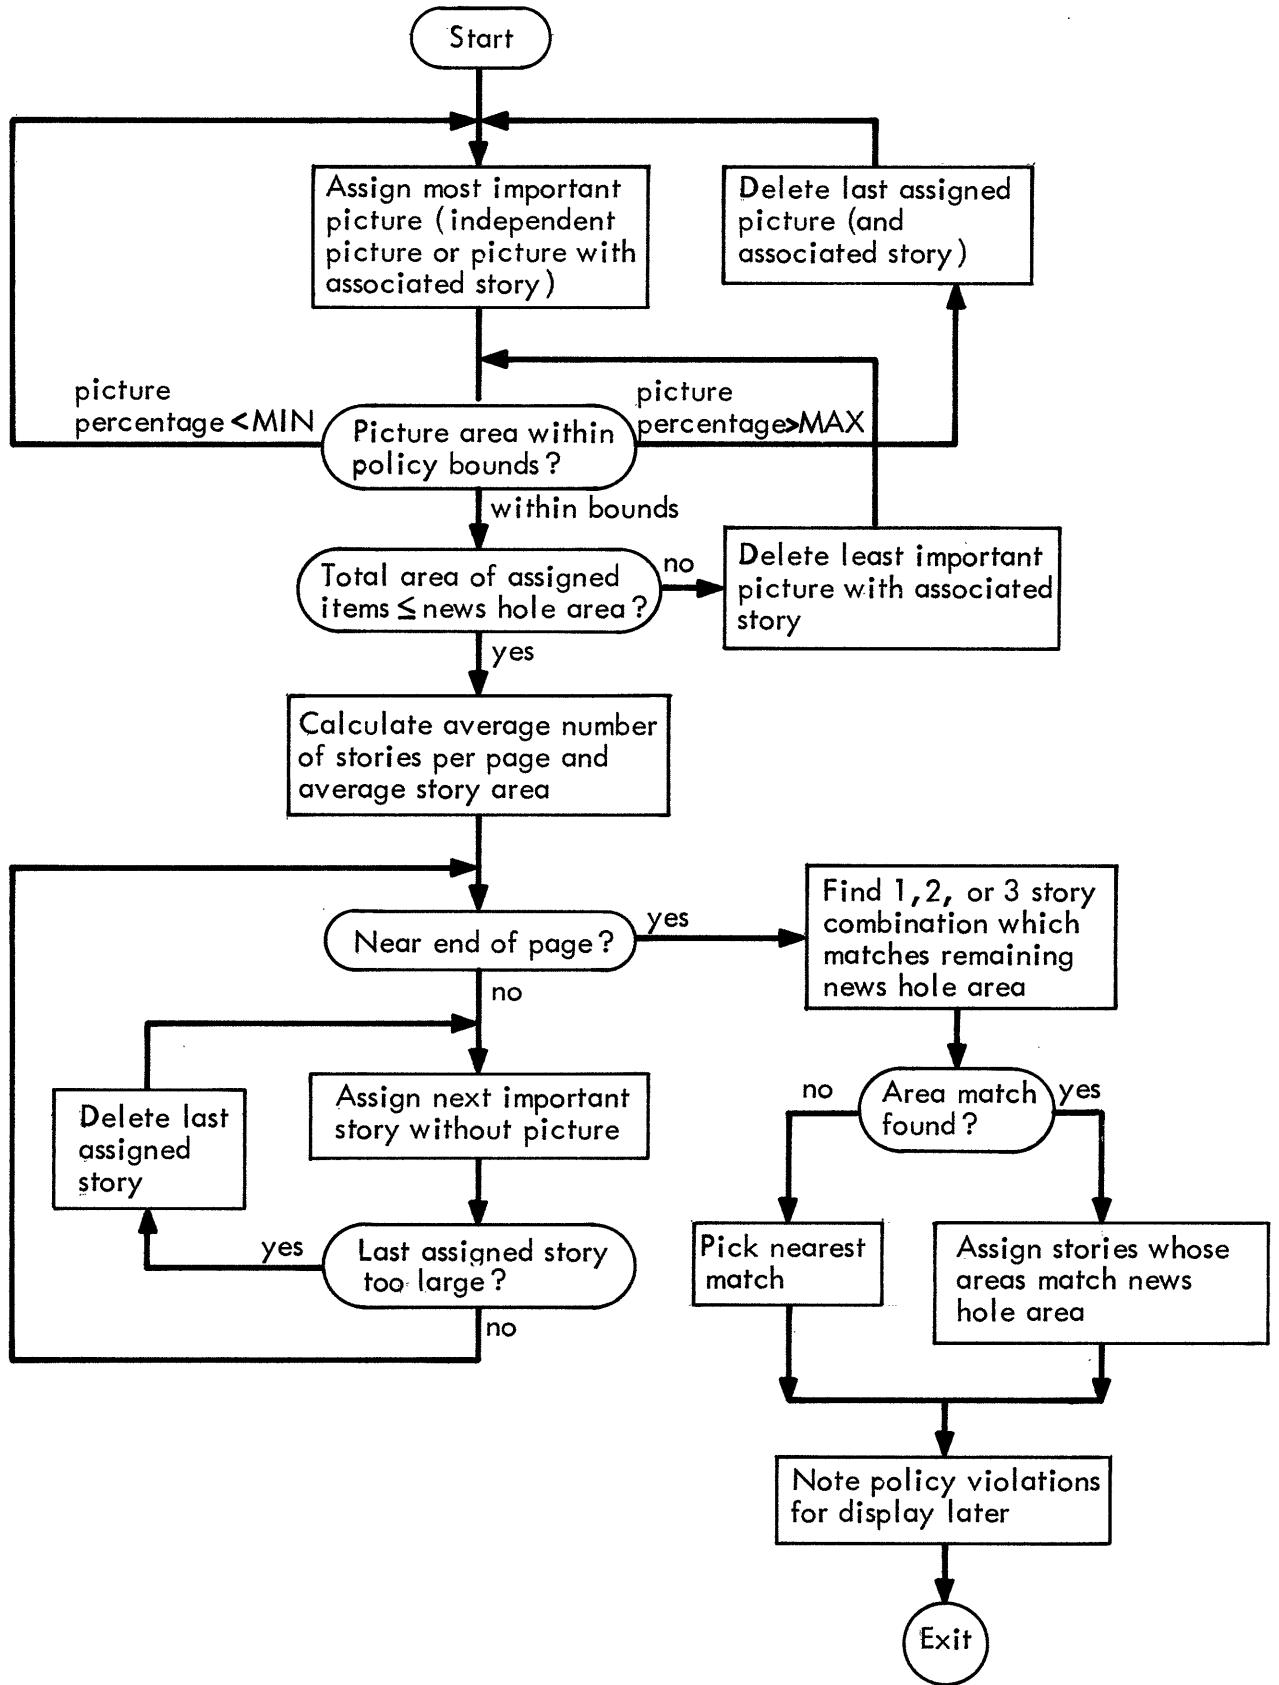 Start
Assign most important
picture (independent
picture or picture with
associated story)
Delete last assigned
picture (and
associated story)
picture
percentage<MIN
picture
percentage>MAX
Picture area within
policy bounds?
within bounds
Total area of assigned
items ≤ news hole area?
no
Delete least important
picture with associated
story
yes
Calculate average number
of stories per page and
average story area
Near end of page?
yes
Find 1,2, or 3 story
combination which
matches remaining
news hole area
no
Delete last
assigned
story
Assign next important
story without picture
no
Area match
found?
yes
yes
Last assigned story
too large?
no
Pick nearest
match
Assign stories whose
areas match news
hole area
Note policy violations
for display later
Exit